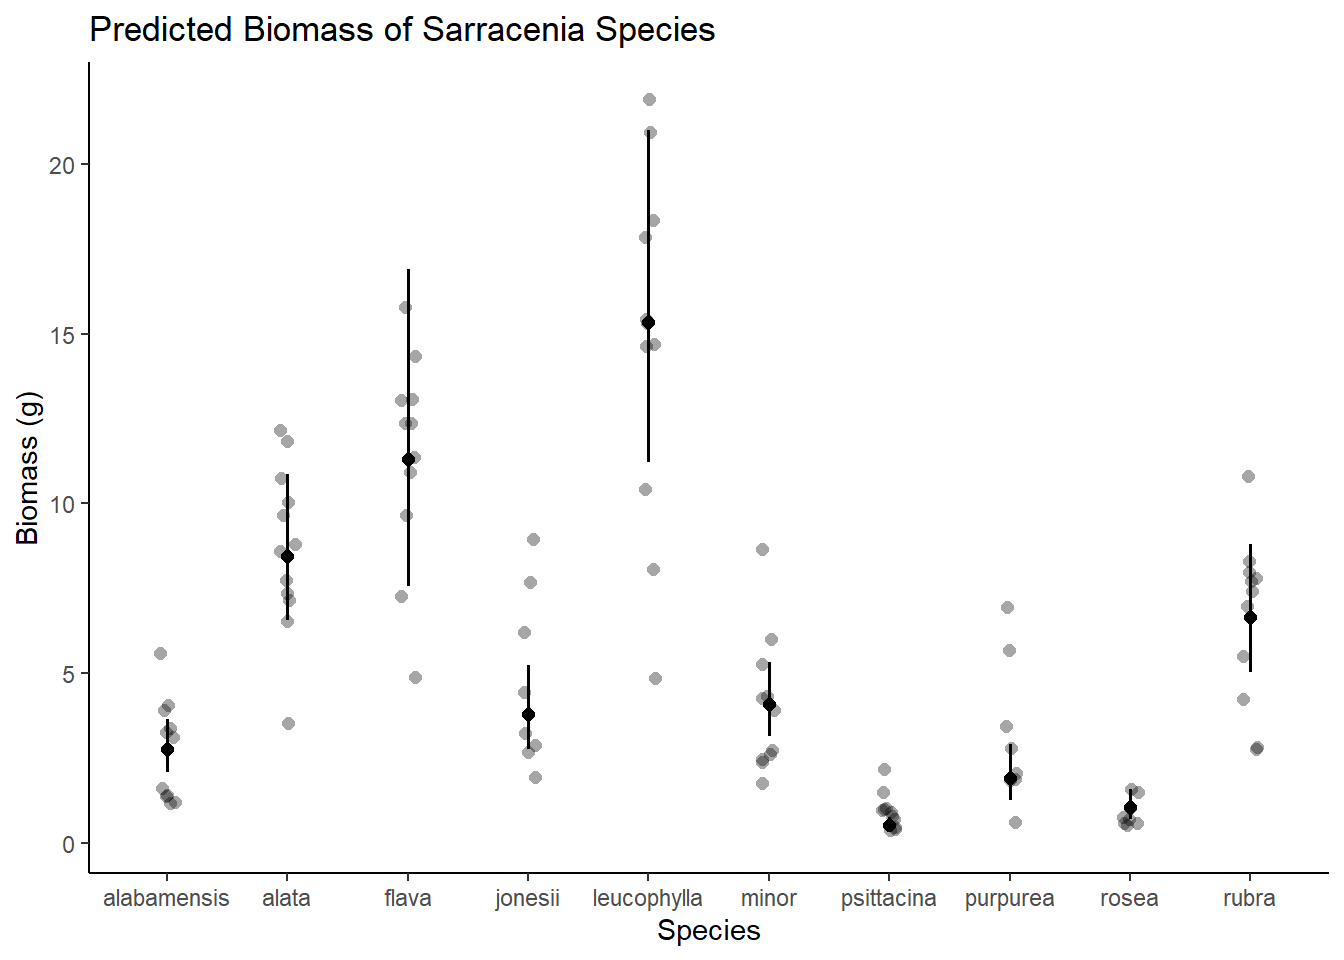 Predicted Biomass of Sarracenia Species
Biomass (g)
20
15
10
5
0
alabamensis alata flava jonesii leucophylla minor psittacina purpurea rosea rubra
Species